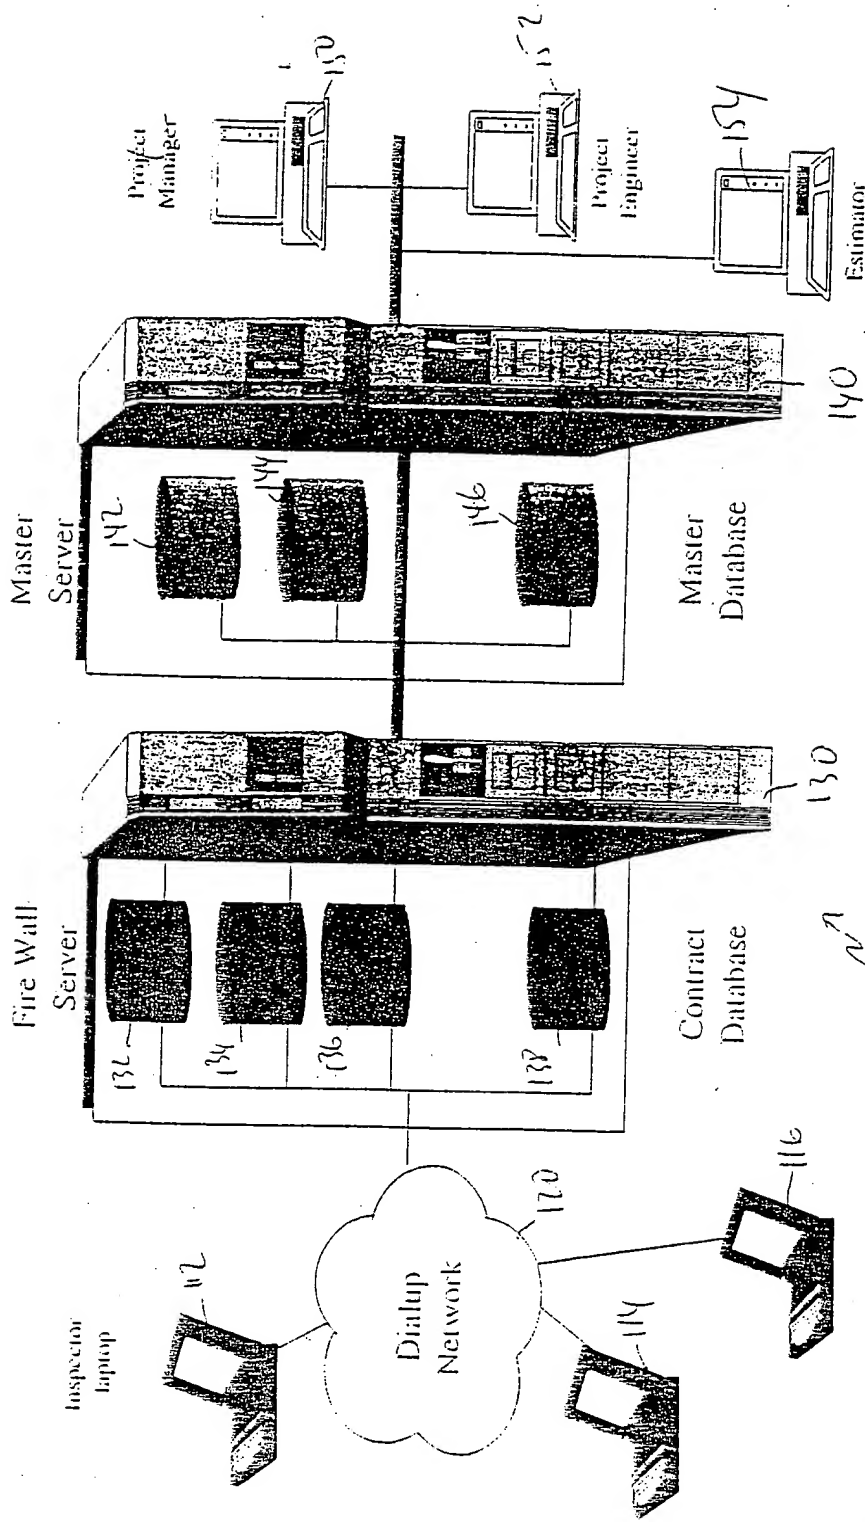 Inspector
laptop
112
114
116
Dialup
Network
120
Fire Wall
Server
132
134
136
138
Contract
Database
130
Master
Server
142
144
146
Master
Database
140
Project
Manager
150
152
Project
Engineer
154
Estimator